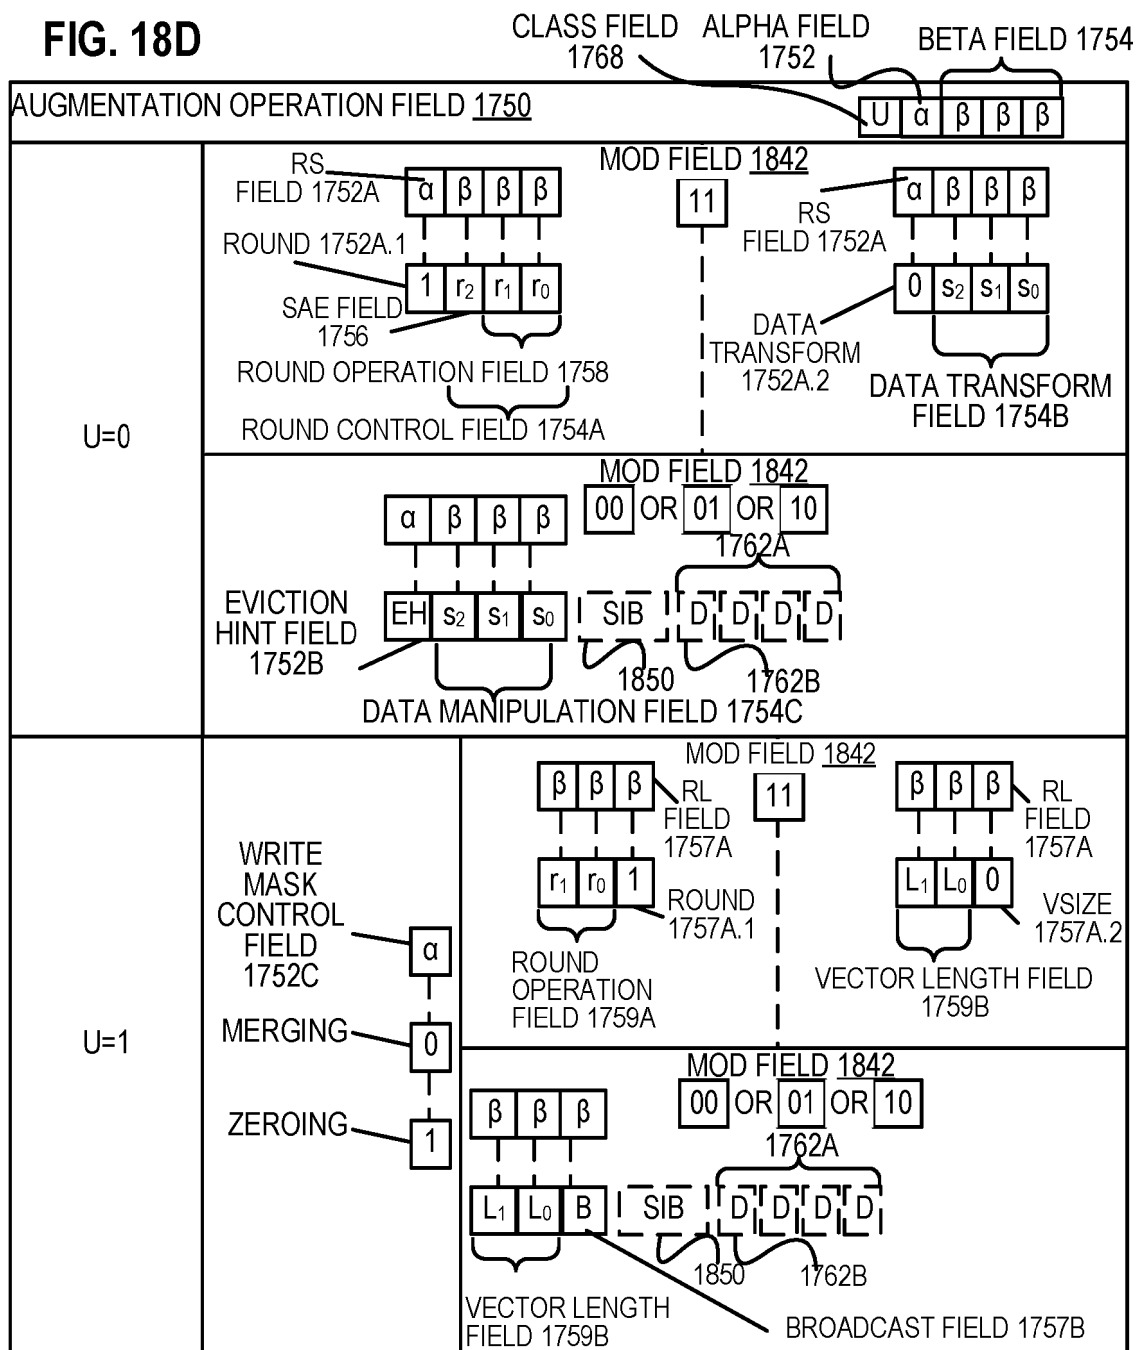 FIG. 18D
CLASS FIELD 1768
ALPHA FIELD 1752
BETA FIELD 1754
AUGMENTATION OPERATION FIELD 1750
U α β β β
U=0
MOD FIELD 1842
11
RS
FIELD 1752A
α β β β
ROUND 1752A.1
1 r2 r1 r0
SAE FIELD
1756
ROUND OPERATION FIELD 1758
ROUND CONTROL FIELD 1754A
α β β β
RS
FIELD 1752A
0 s2 s1 s0
DATA
TRANSFORM
1752A.2
DATA TRANSFORM
FIELD 1754B
MOD FIELD 1842
00 OR 01 OR 10
α β β β
1762A
EH s2 s1 s0 SIB D D D D
EVICTION
HINT FIELD
1752B
1850
1762B
DATA MANIPULATION FIELD 1754C
U=1
WRITE
MASK
CONTROL
FIELD
1752C
α
MERGING 0
ZEROING 1
MOD FIELD 1842
11
β β β
RL
FIELD
1757A
r1 r0 1
ROUND
1757A.1
ROUND
OPERATION
FIELD 1759A
β β β
RL
FIELD
1757A
L1 L0 0
VSIZE
1757A.2
VECTOR LENGTH FIELD
1759B
MOD FIELD 1842
00 OR 01 OR 10
β β β
1762A
L1 L0 B SIB D D D D
1850
1762B
VECTOR LENGTH
FIELD 1759B
BROADCAST FIELD 1757B